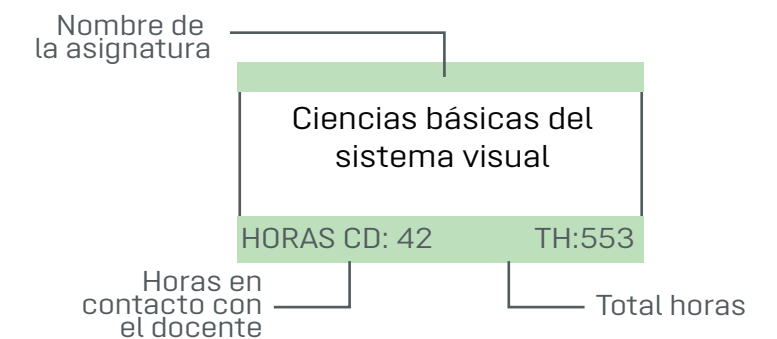 Nombre de
la asignatura
Ciencias básicas del
sistema visual
HORAS CD: 42 TH:553
Horas en
contacto con
el docente
Total horas